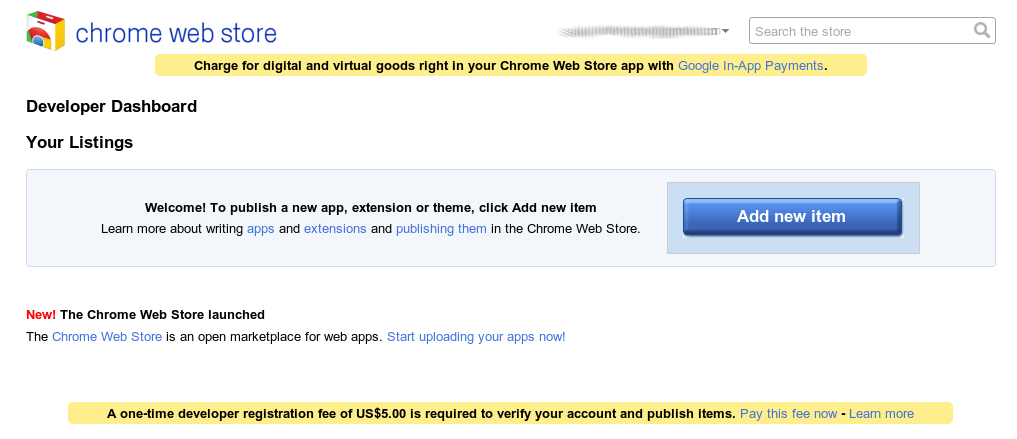 chrome web store
Search the store
Charge for digital and virtual goods right in your Chrome Web Store app with Google In-App Payments.
Developer Dashboard
Your Listings
Welcome! To publish a new app, extension or theme, click Add new item
Learn more about writing apps and extensions and publishing them in the Chrome Web Store.
Add new item
New! The Chrome Web Store launched
The Chrome Web Store is an open marketplace for web apps. Start uploading your apps now!
A one-time developer registration fee of US$5.00 is required to verify your account and publish items. Pay this fee now - Learn more